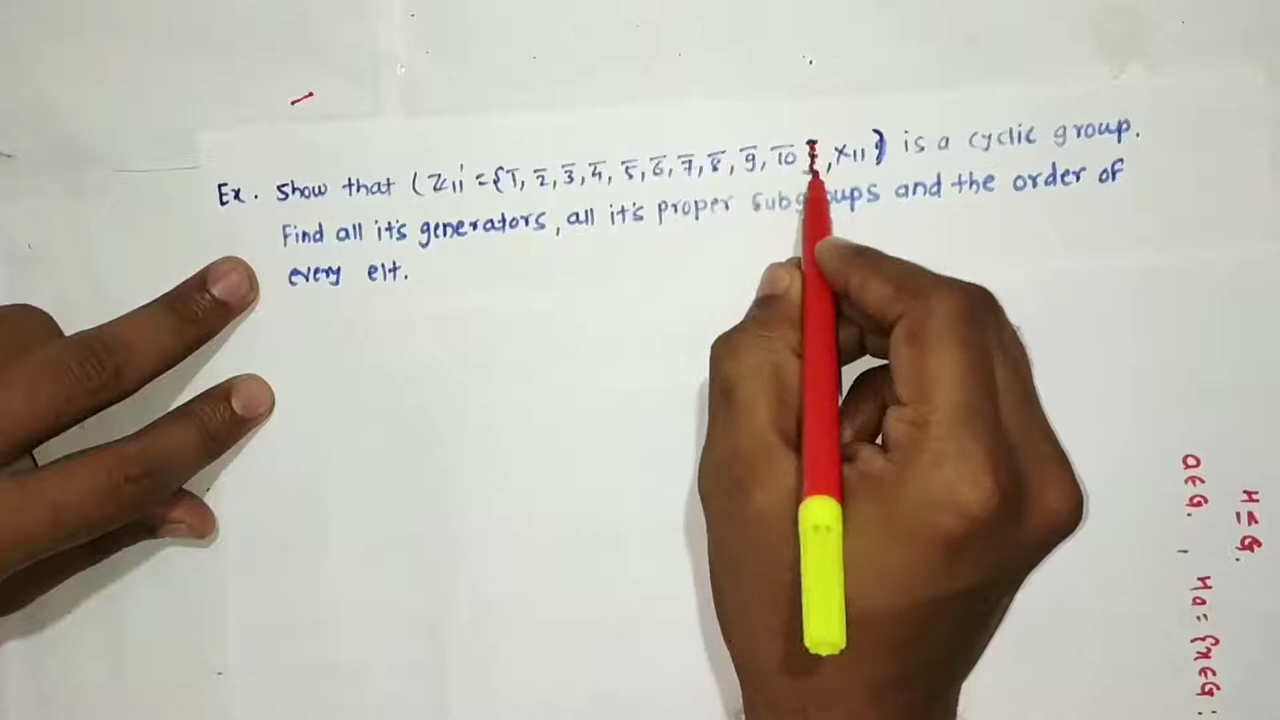 Ex. Show that (Z₁₁' = {1̅, 2̅, 3̅, 4̅, 5̅, 6̅, 7̅, 8̅, 9̅, 1̅0̅ }, ×₁₁) is a cyclic group.
Find all it's generators, all it's proper subgroups and the order of
every elt.
H ≤ G.
a ∈ G. , Ha = {x ∈ G :